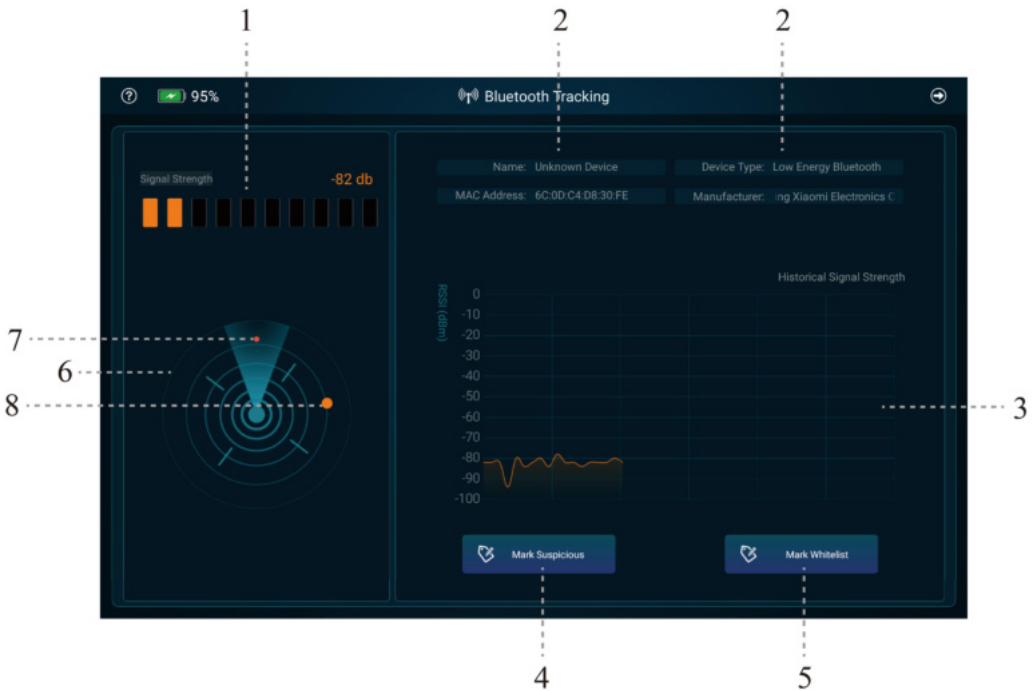 1 2 2
? 95% Bluetooth Tracking
Signal Strength -82 db
Name: Unknown Device Device Type: Low Energy Bluetooth
MAC Address: 6C:0D:C4:D8:30:FE Manufacturer: ing Xiaomi Electronics C
Historical Signal Strength
RSSI (dBm)
0
-10
-20
-30
-40
-50
-60
-70
-80
-90
-100
7
6
8
3
Mark Suspicious Mark Whitelist
4 5